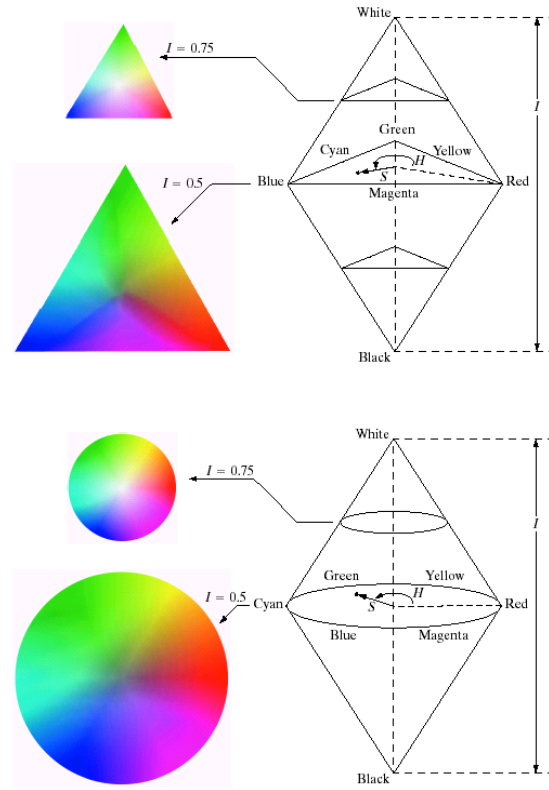 White
I = 0.75
I
Green
Cyan
Yellow
H
S
I = 0.5
Blue
Red
Magenta
Black
White
I = 0.75
I
Green
Yellow
H
S
I = 0.5
Cyan
Red
Blue
Magenta
Black